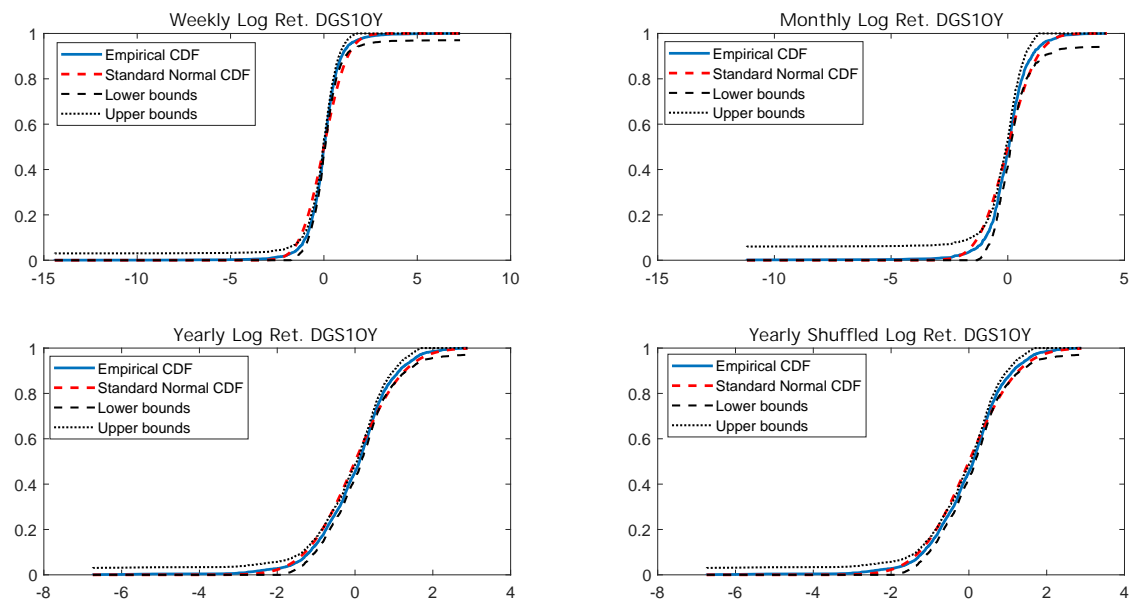 Weekly Log Ret. DGS10Y
1
0.8
0.6
0.4
0.2
0
-15
-10
-5
0
5
10
Empirical CDF
Standard Normal CDF
Lower bounds
Upper bounds
Monthly Log Ret. DGS10Y
1
0.8
0.6
0.4
0.2
0
-15
-10
-5
0
5
Empirical CDF
Standard Normal CDF
Lower bounds
Upper bounds
Yearly Log Ret. DGS10Y
1
0.8
0.6
0.4
0.2
0
-8
-6
-4
-2
0
2
4
Empirical CDF
Standard Normal CDF
Lower bounds
Upper bounds
Yearly Shuffled Log Ret. DGS10Y
1
0.8
0.6
0.4
0.2
0
-8
-6
-4
-2
0
2
4
Empirical CDF
Standard Normal CDF
Lower bounds
Upper bounds